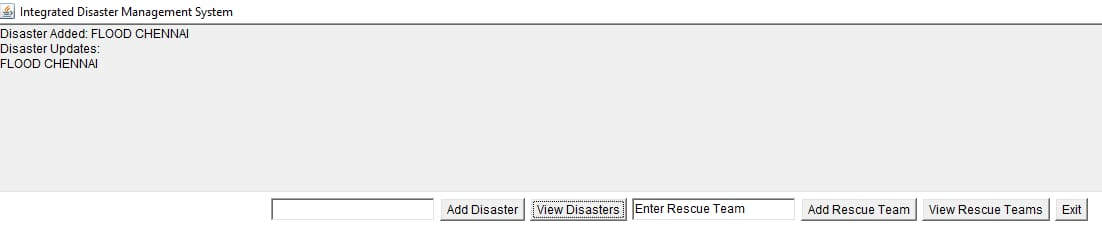 Integrated Disaster Management System
Disaster Added: FLOOD CHENNAI
Disaster Updates:
FLOOD CHENNAI
Add Disaster View Disasters Enter Rescue Team Add Rescue Team View Rescue Teams Exit